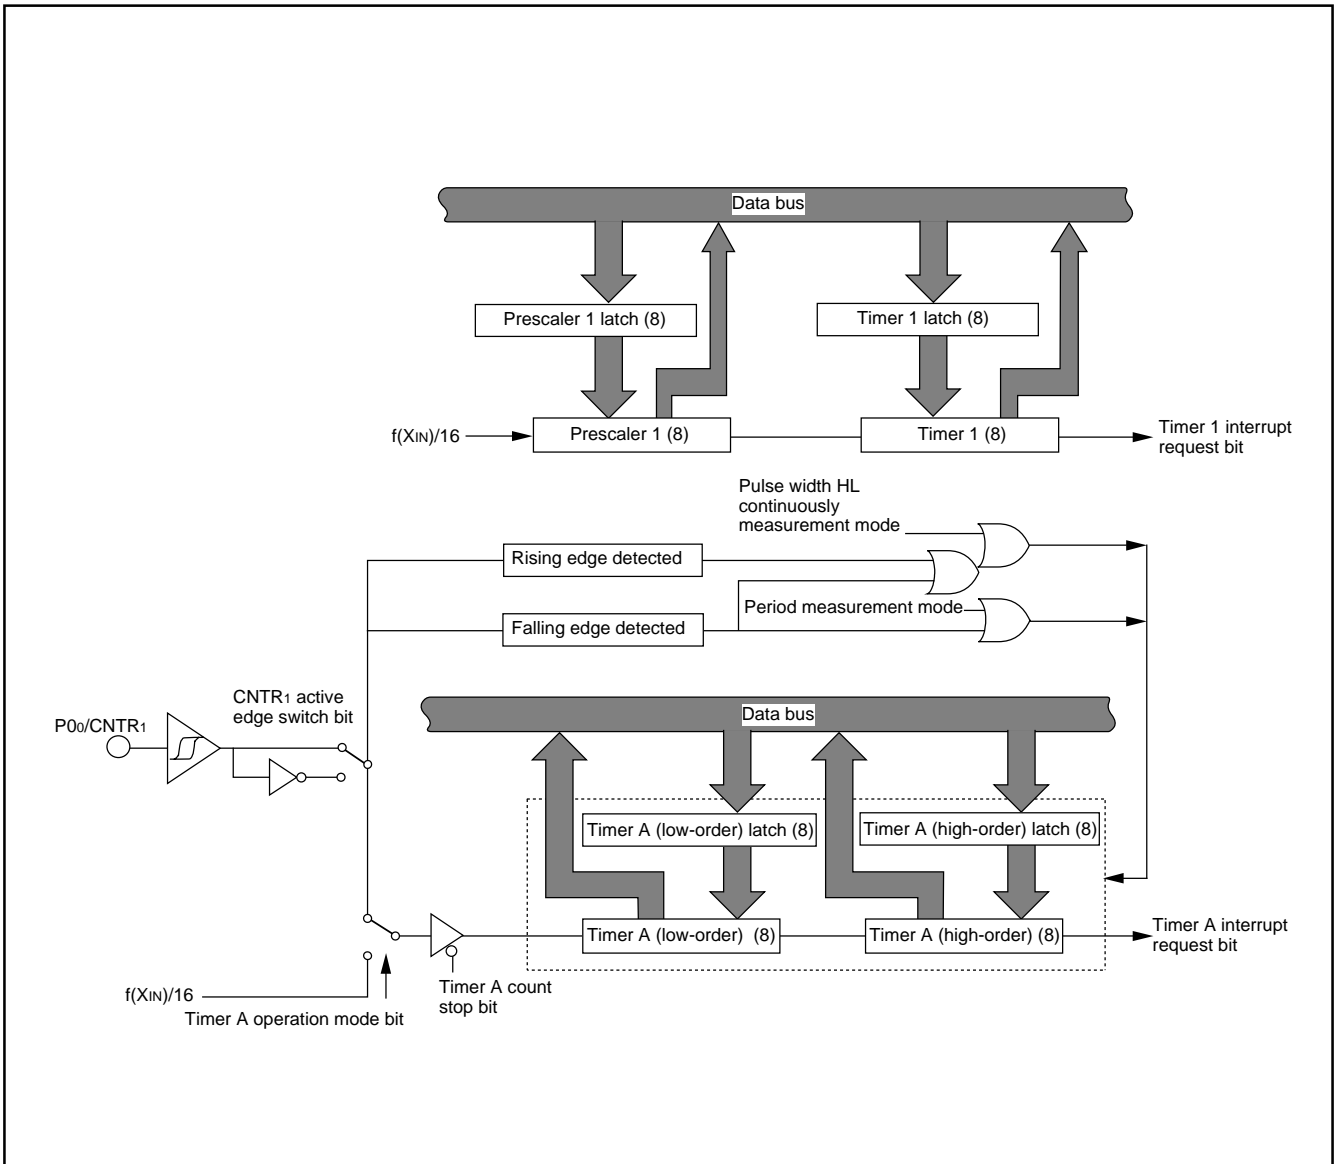 Data bus
Prescaler 1 latch (8)
Timer 1 latch (8)
f(XIN)/16
Prescaler 1 (8)
Timer 1 (8)
Timer 1 interrupt
request bit
Pulse width HL
continuously
measurement mode
Rising edge detected
Period measurement mode
Falling edge detected
CNTR1 active
edge switch bit
P00/CNTR1
Data bus
Timer A (low-order) latch (8)
Timer A (high-order) latch (8)
Timer A (low-order) (8)
Timer A (high-order) (8)
Timer A interrupt
request bit
Timer A count
stop bit
f(XIN)/16
Timer A operation mode bit